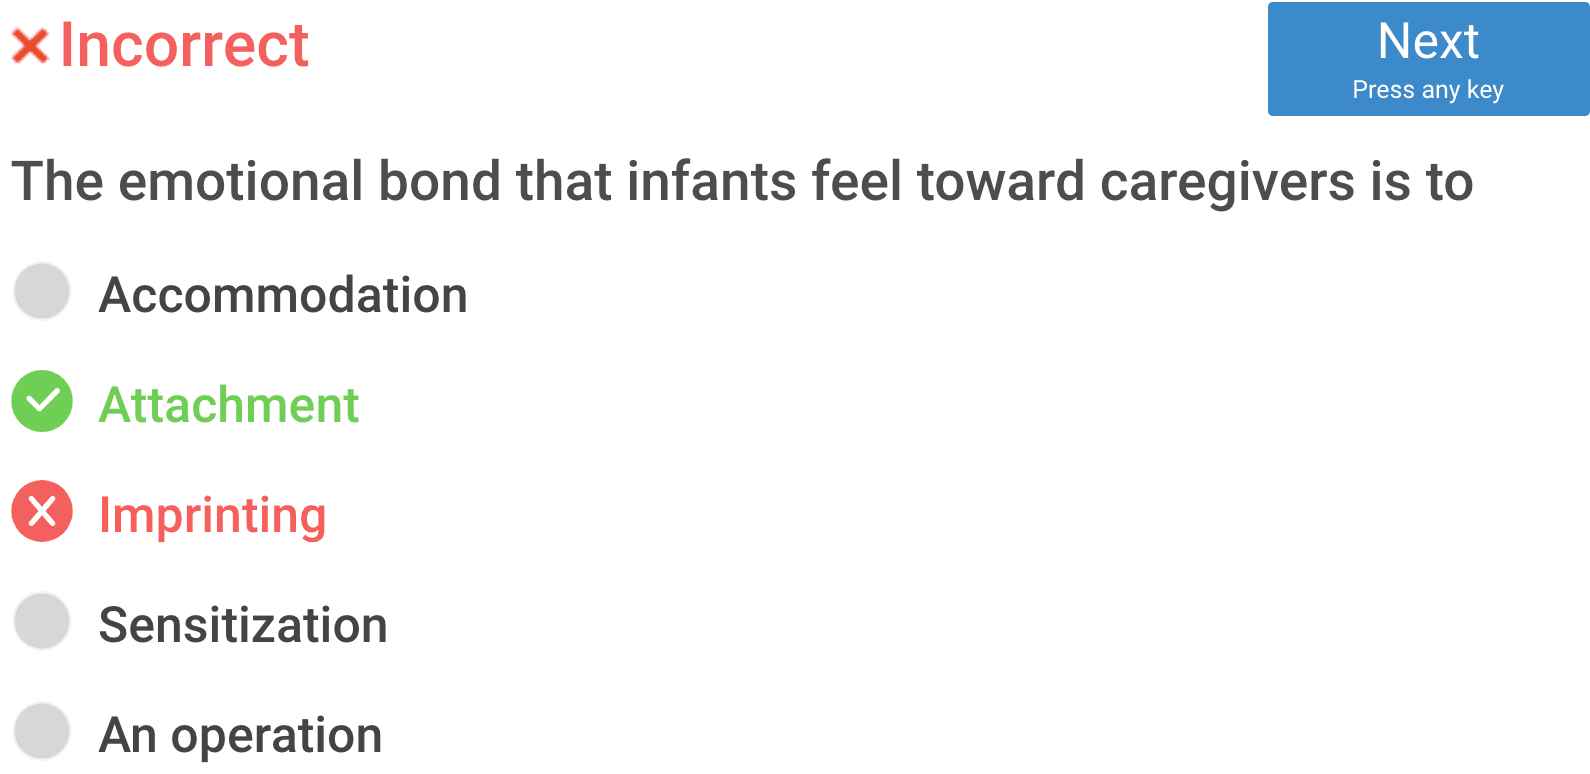 Incorrect
Next
Press any key
The emotional bond that infants feel toward caregivers is to
Accommodation
Attachment
Imprinting
Sensitization
An operation